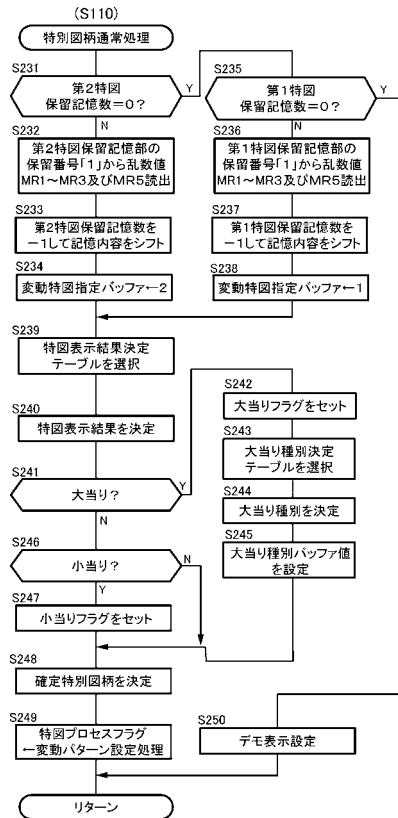 (S110)
特別図柄通常処理
S231
第2特図
保留記憶数=0?
Y
N
S232
第2特図保留記憶部の
保留番号「1」から乱数値
MR1~MR3及びMR5読出
S233
第2特図保留記憶数を
-1して記憶内容をシフト
S234
変動特図指定バッファ←2
S235
第1特図
保留記憶数=0?
Y
N
S236
第1特図保留記憶部の
保留番号「1」から乱数値
MR1~MR3及びMR5読出
S237
第1特図保留記憶数を
-1して記憶内容をシフト
S238
変動特図指定バッファ←1
S239
特図表示結果決定
テーブルを選択
S240
特図表示結果を決定
S241
大当り?
Y
N
S242
大当りフラグをセット
S243
大当り種別決定
テーブルを選択
S244
大当り種別を決定
S245
大当り種別バッファ値
を設定
S246
小当り?
N
Y
S247
小当りフラグをセット
S248
確定特別図柄を決定
S249
特図プロセスフラグ
←変動パターン設定処理
S250
デモ表示設定
リターン